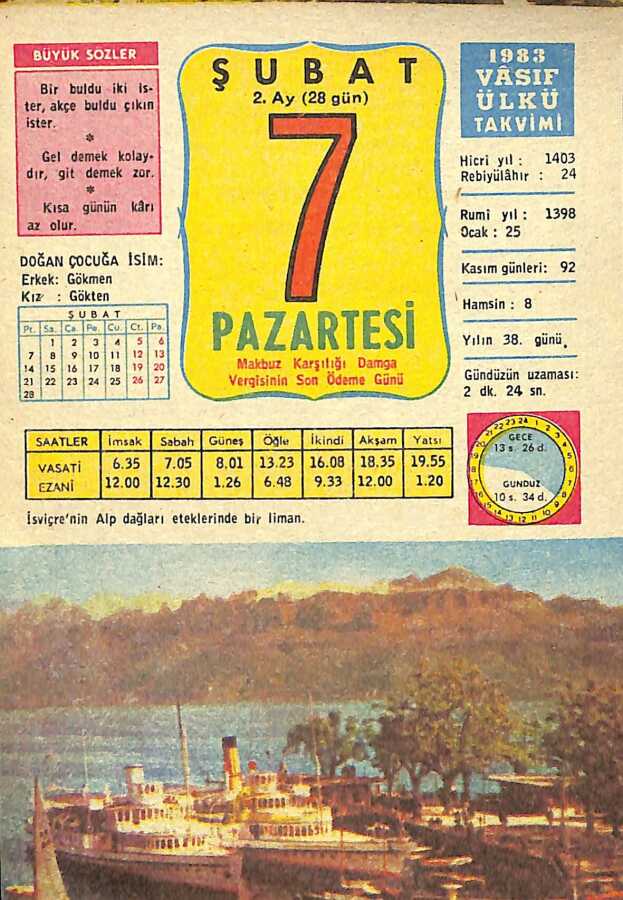 BÜYÜK SÖZLER
Bir buldu iki is-
ter, akçe buldu çıkın
ister.
*
Gel demek kolay-
dır, git demek zor.
*
Kısa günün kârı
az olur.
DOĞAN ÇOCUĞA İSİM:
Erkek: Gökmen
Kız : Gökten
ŞUBAT
Pt. Sa. Ça. Pe. Cu. Ct. Pa.
1 2 3 4 5 6
7 8 9 10 11 12 13
14 15 16 17 18 19 20
21 22 23 24 25 26 27
28
ŞUBAT
2. Ay (28 gün)
7
PAZARTESİ
Makbuz Karşılığı Damga
Vergisinin Son Ödeme Günü
1983
VÂSIF
ÜLKÜ
TAKVİMİ
Hicri yıl : 1403
Rebiyülâhır : 24
Rumî yıl : 1398
Ocak : 25
Kasım günleri: 92
Hamsin : 8
Yılın 38. günü,
Gündüzün uzaması:
2 dk. 24 sn.
SAATLER İmsak Sabah Güneş Öğle İkindi Akşam Yatsı
VASATİ 6.35 7.05 8.01 13.23 16.08 18.35 19.55
EZANİ 12.00 12.30 1.26 6.48 9.33 12.00 1.20
GECE
13 s. 26 d.
GÜNDÜZ
10 s. 34 d.
İsviçre'nin Alp dağları eteklerinde bir liman.